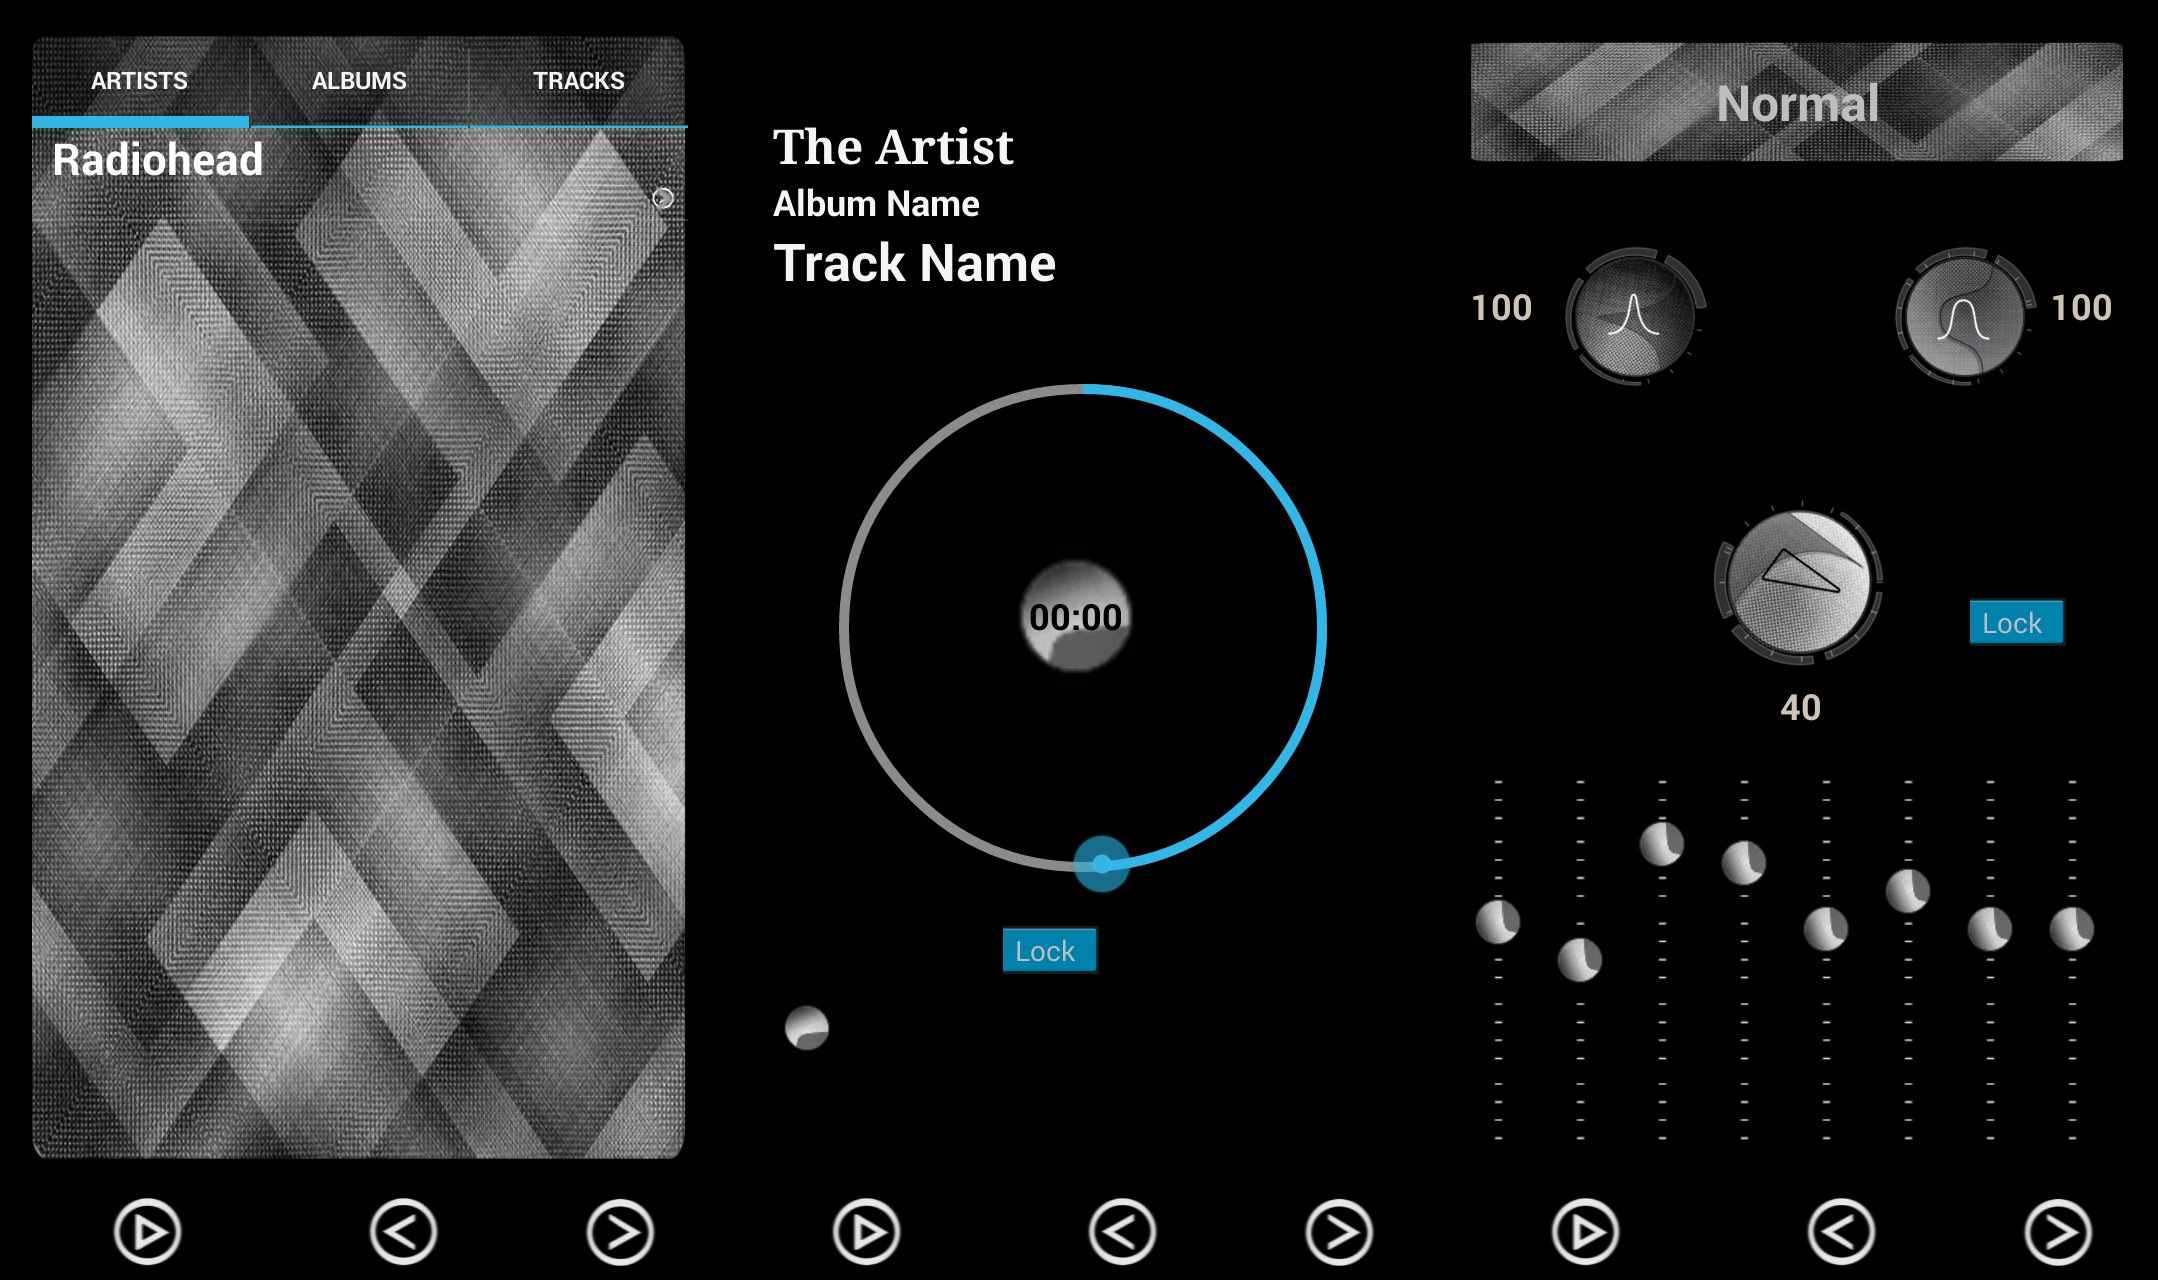 ARTISTS ALBUMS TRACKS
Radiohead
The Artist
Album Name
Track Name
00:00
Lock
Normal
100 100
Lock
40